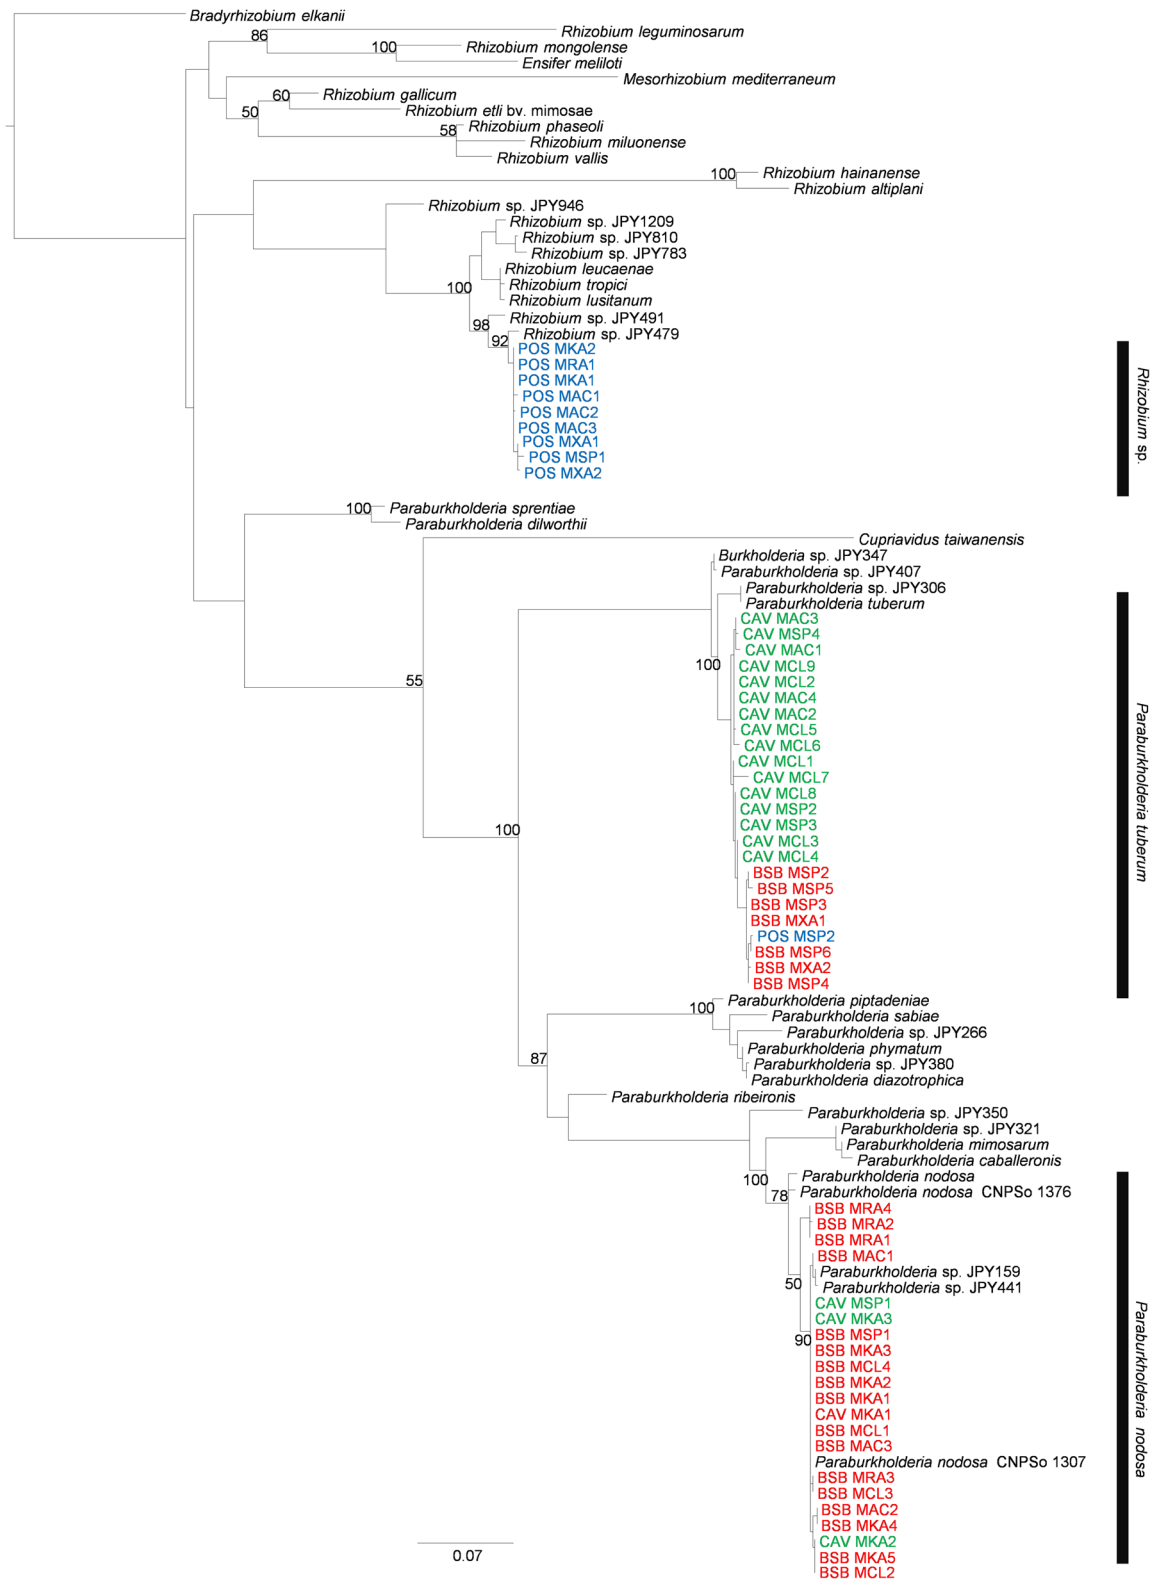 Bradyrhizobium elkanii
86
Rhizobium leguminosarum
100
Rhizobium mongolense
Ensifer meliloti
Mesorhizobium mediterraneum
60
Rhizobium gallicum
50
Rhizobium etli bv. mimosae
58
Rhizobium phaseoli
Rhizobium miluonense
Rhizobium vallis
100
Rhizobium hainanense
Rhizobium altiplani
Rhizobium sp. JPY946
Rhizobium sp. JPY1209
Rhizobium sp. JPY810
Rhizobium sp. JPY783
Rhizobium leucaenae
100
Rhizobium tropici
Rhizobium lusitanum
98
Rhizobium sp. JPY491
92
Rhizobium sp. JPY479
POS MKA2
POS MRA1
POS MKA1
POS MAC1
POS MAC2
POS MAC3
POS MXA1
POS MSP1
POS MXA2
Rhizobium sp.
100
Paraburkholderia sprentiae
Paraburkholderia dilworthii
Cupriavidus taiwanensis
Burkholderia sp. JPY347
Paraburkholderia sp. JPY407
Paraburkholderia sp. JPY306
Paraburkholderia tuberum
CAV MAC3
CAV MSP4
CAV MAC1
100
CAV MCL9
55
CAV MCL2
CAV MAC4
CAV MAC2
CAV MCL5
CAV MCL6
CAV MCL1
CAV MCL7
CAV MCL8
CAV MSP2
CAV MSP3
100
CAV MCL3
CAV MCL4
BSB MSP2
BSB MSP5
BSB MSP3
BSB MXA1
POS MSP2
BSB MSP6
BSB MXA2
BSB MSP4
Paraburkholderia tuberum
100
Paraburkholderia piptadeniae
Paraburkholderia sabiae
Paraburkholderia sp. JPY266
Paraburkholderia phymatum
87
Paraburkholderia sp. JPY380
Paraburkholderia diazotrophica
Paraburkholderia ribeironis
Paraburkholderia sp. JPY350
Paraburkholderia sp. JPY321
Paraburkholderia mimosarum
Paraburkholderia caballeronis
100
Paraburkholderia nodosa
78
Paraburkholderia nodosa CNPSo 1376
BSB MRA4
BSB MRA2
BSB MRA1
BSB MAC1
Paraburkholderia sp. JPY159
50
Paraburkholderia sp. JPY441
CAV MSP1
CAV MKA3
BSB MSP1
90
BSB MKA3
BSB MCL4
BSB MKA2
BSB MKA1
CAV MKA1
BSB MCL1
BSB MAC3
Paraburkholderia nodosa CNPSo 1307
BSB MRA3
BSB MCL3
BSB MAC2
BSB MKA4
CAV MKA2
BSB MKA5
BSB MCL2
Paraburkholderia nodosa
0.07